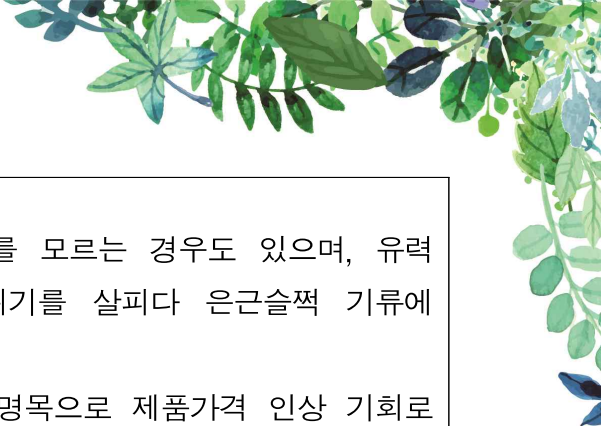 를 모르는 경우도 있으며, 유력
위기를 살피다 은근슬쩍 기류에
명목으로 제품가격 인상 기회로